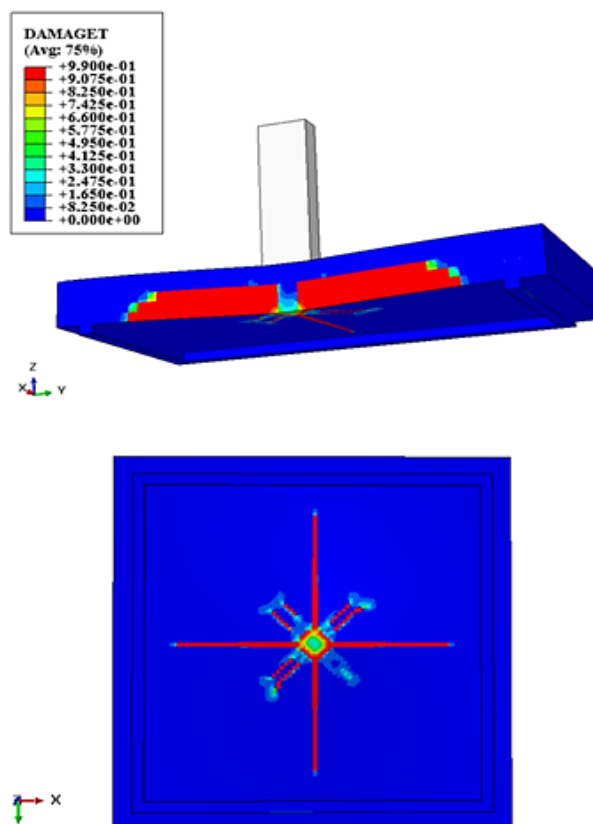 DAMAGET
(Avg: 75%)
+9.900e-01
+9.075e-01
+8.250e-01
+7.425e-01
+6.600e-01
+5.775e-01
+4.950e-01
+4.125e-01
+3.300e-01
+2.475e-01
+1.650e-01
+8.250e-02
+0.000e+00
Z
X
Y
X